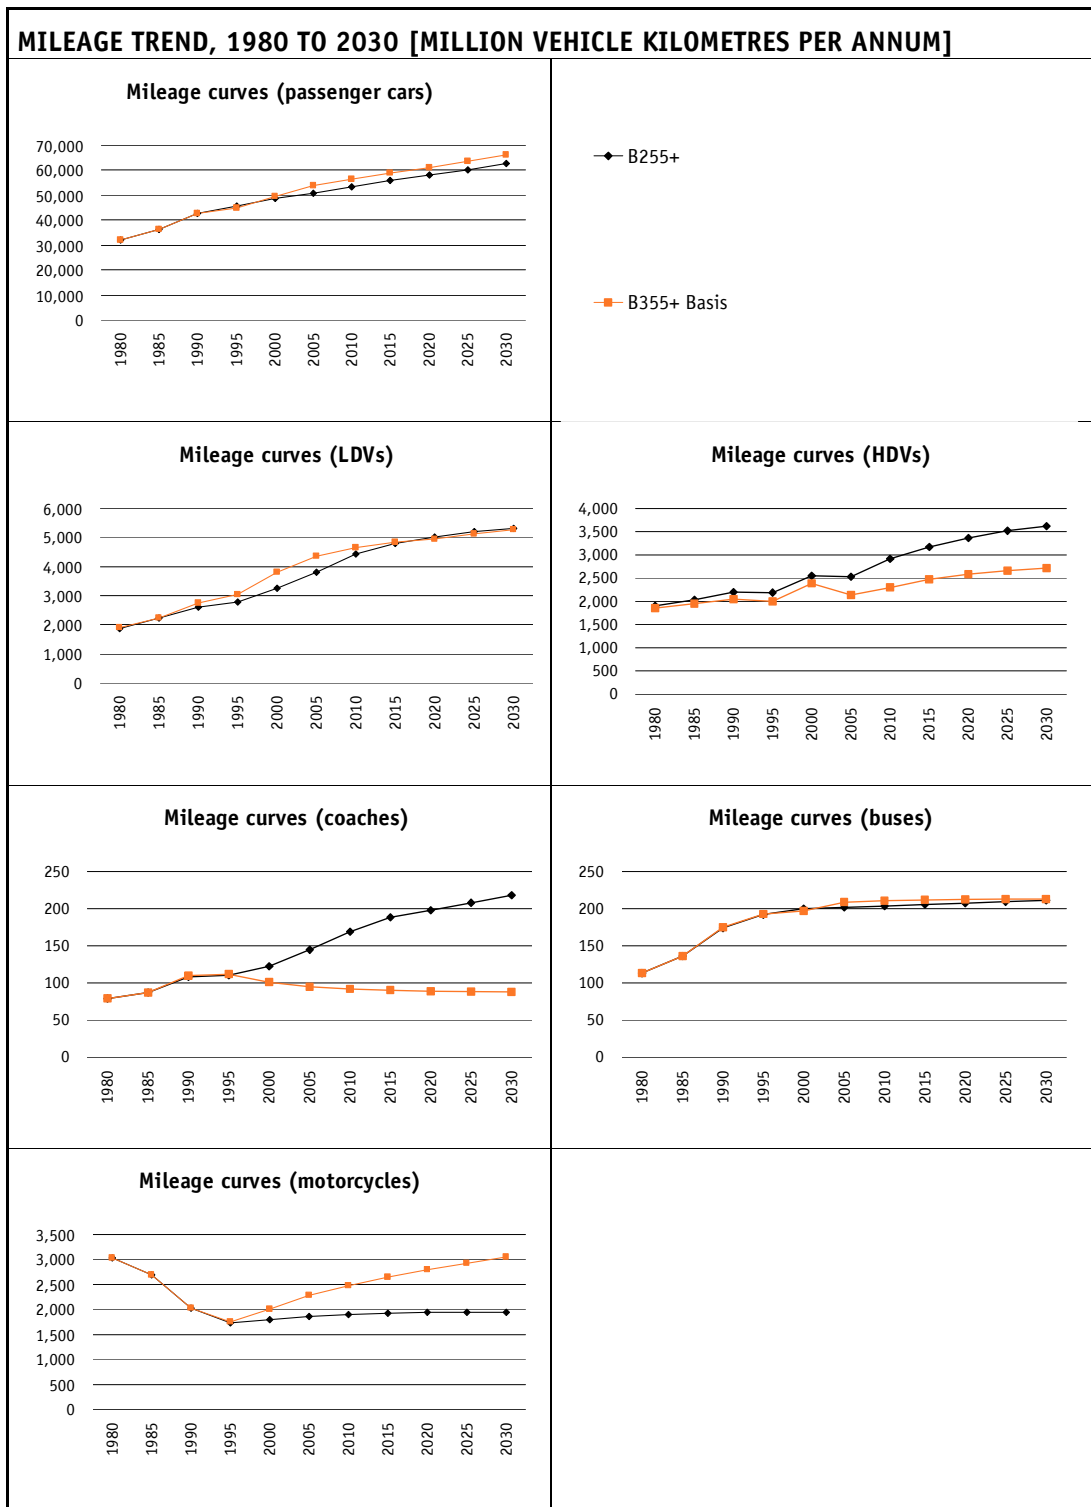 MILEAGE TREND, 1980 TO 2030 [MILLION VEHICLE KILOMETRES PER ANNUM]
Mileage curves (passenger cars)
70,000
60,000
50,000
40,000
30,000
20,000
10,000
0
1980 1985 1990 1995 2000 2005 2010 2015 2020 2025 2030
B255+
B355+ Basis
Mileage curves (LDVs)
6,000
5,000
4,000
3,000
2,000
1,000
0
1980 1985 1990 1995 2000 2005 2010 2015 2020 2025 2030
Mileage curves (HDVs)
4,000
3,500
3,000
2,500
2,000
1,500
1,000
500
0
1980 1985 1990 1995 2000 2005 2010 2015 2020 2025 2030
Mileage curves (coaches)
250
200
150
100
50
0
1980 1985 1990 1995 2000 2005 2010 2015 2020 2025 2030
Mileage curves (buses)
250
200
150
100
50
0
1980 1985 1990 1995 2000 2005 2010 2015 2020 2025 2030
Mileage curves (motorcycles)
3,500
3,000
2,500
2,000
1,500
1,000
500
0
1980 1985 1990 1995 2000 2005 2010 2015 2020 2025 2030